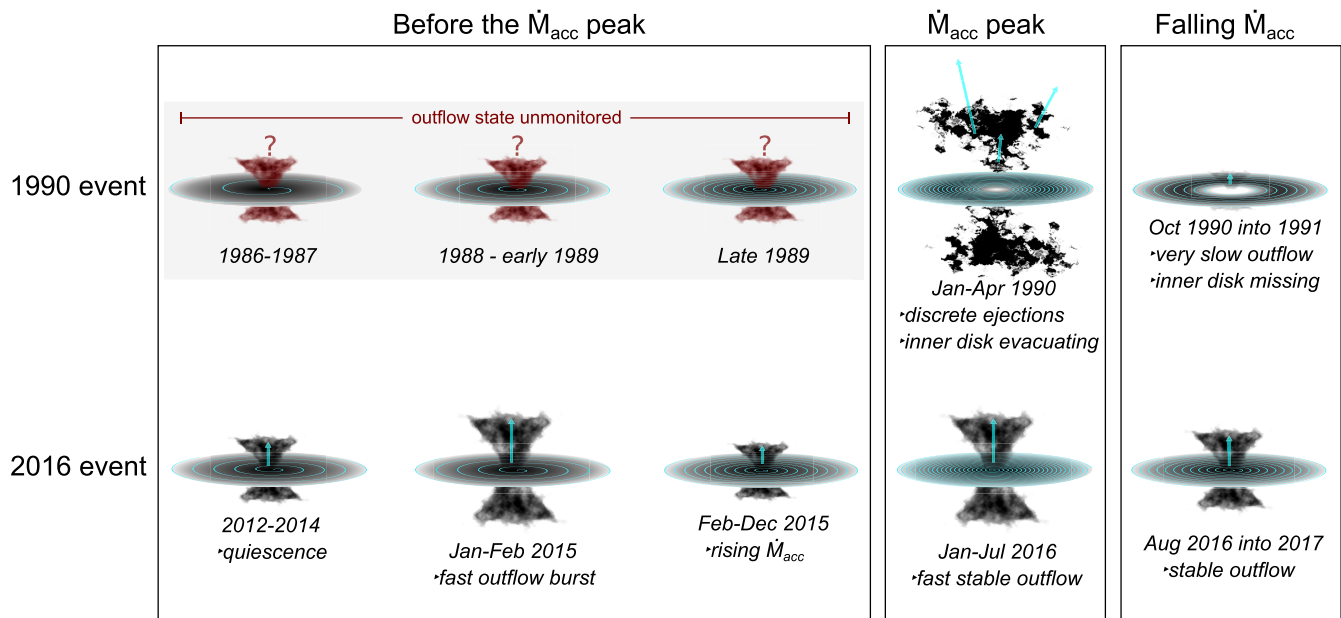 Before the Ṁacc peak
Ṁacc peak
Falling Ṁacc
1990 event
outflow state unmonitored
?
?
?
1986-1987
1988 - early 1989
Late 1989
Jan-Apr 1990
‣discrete ejections
‣inner disk evacuating
Oct 1990 into 1991
‣very slow outflow
‣inner disk missing
2016 event
2012-2014
‣quiescence
Jan-Feb 2015
‣fast outflow burst
Feb-Dec 2015
‣rising Ṁacc
Jan-Jul 2016
‣fast stable outflow
Aug 2016 into 2017
‣stable outflow